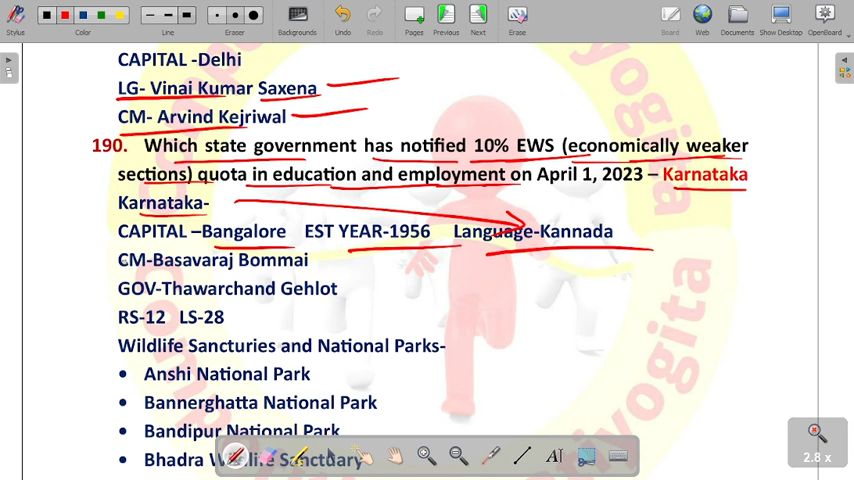 Stylus
Color
Line
Eraser
Backgrounds
Undo
Redo
Pages
Previous
Next
Erase
Board
Web
Documents
Show Desktop
OpenBoard
CAPITAL -Delhi
LG- Vinai Kumar Saxena
CM- Arvind Kejriwal
190. Which state government has notified 10% EWS (economically weaker
sections) quota in education and employment on April 1, 2023 – Karnataka
Karnataka-
CAPITAL –Bangalore EST YEAR-1956 Language-Kannada
CM-Basavaraj Bommai
GOV-Thawarchand Gehlot
RS-12 LS-28
Wildlife Sancturies and National Parks-
• Anshi National Park
• Bannerghatta National Park
• Bandipur National Park
• Bhadra Wildlife Sanctuary
2.8 x